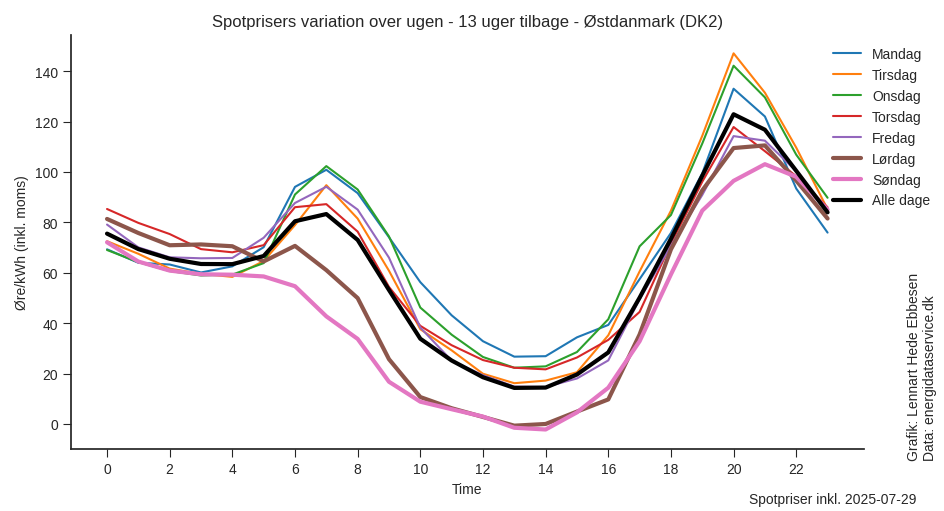 Spotprisers variation over ugen - 13 uger tilbage - Østdanmark (DK2)
Øre/kWh (inkl. moms)
140
120
100
80
60
40
20
0
0 2 4 6 8 10 12 14 16 18 20 22
Time
Mandag
Tirsdag
Onsdag
Torsdag
Fredag
Lørdag
Søndag
Alle dage
Grafik: Lennart Hede Ebbesen
Data: energidataservice.dk
Spotpriser inkl. 2025-07-29